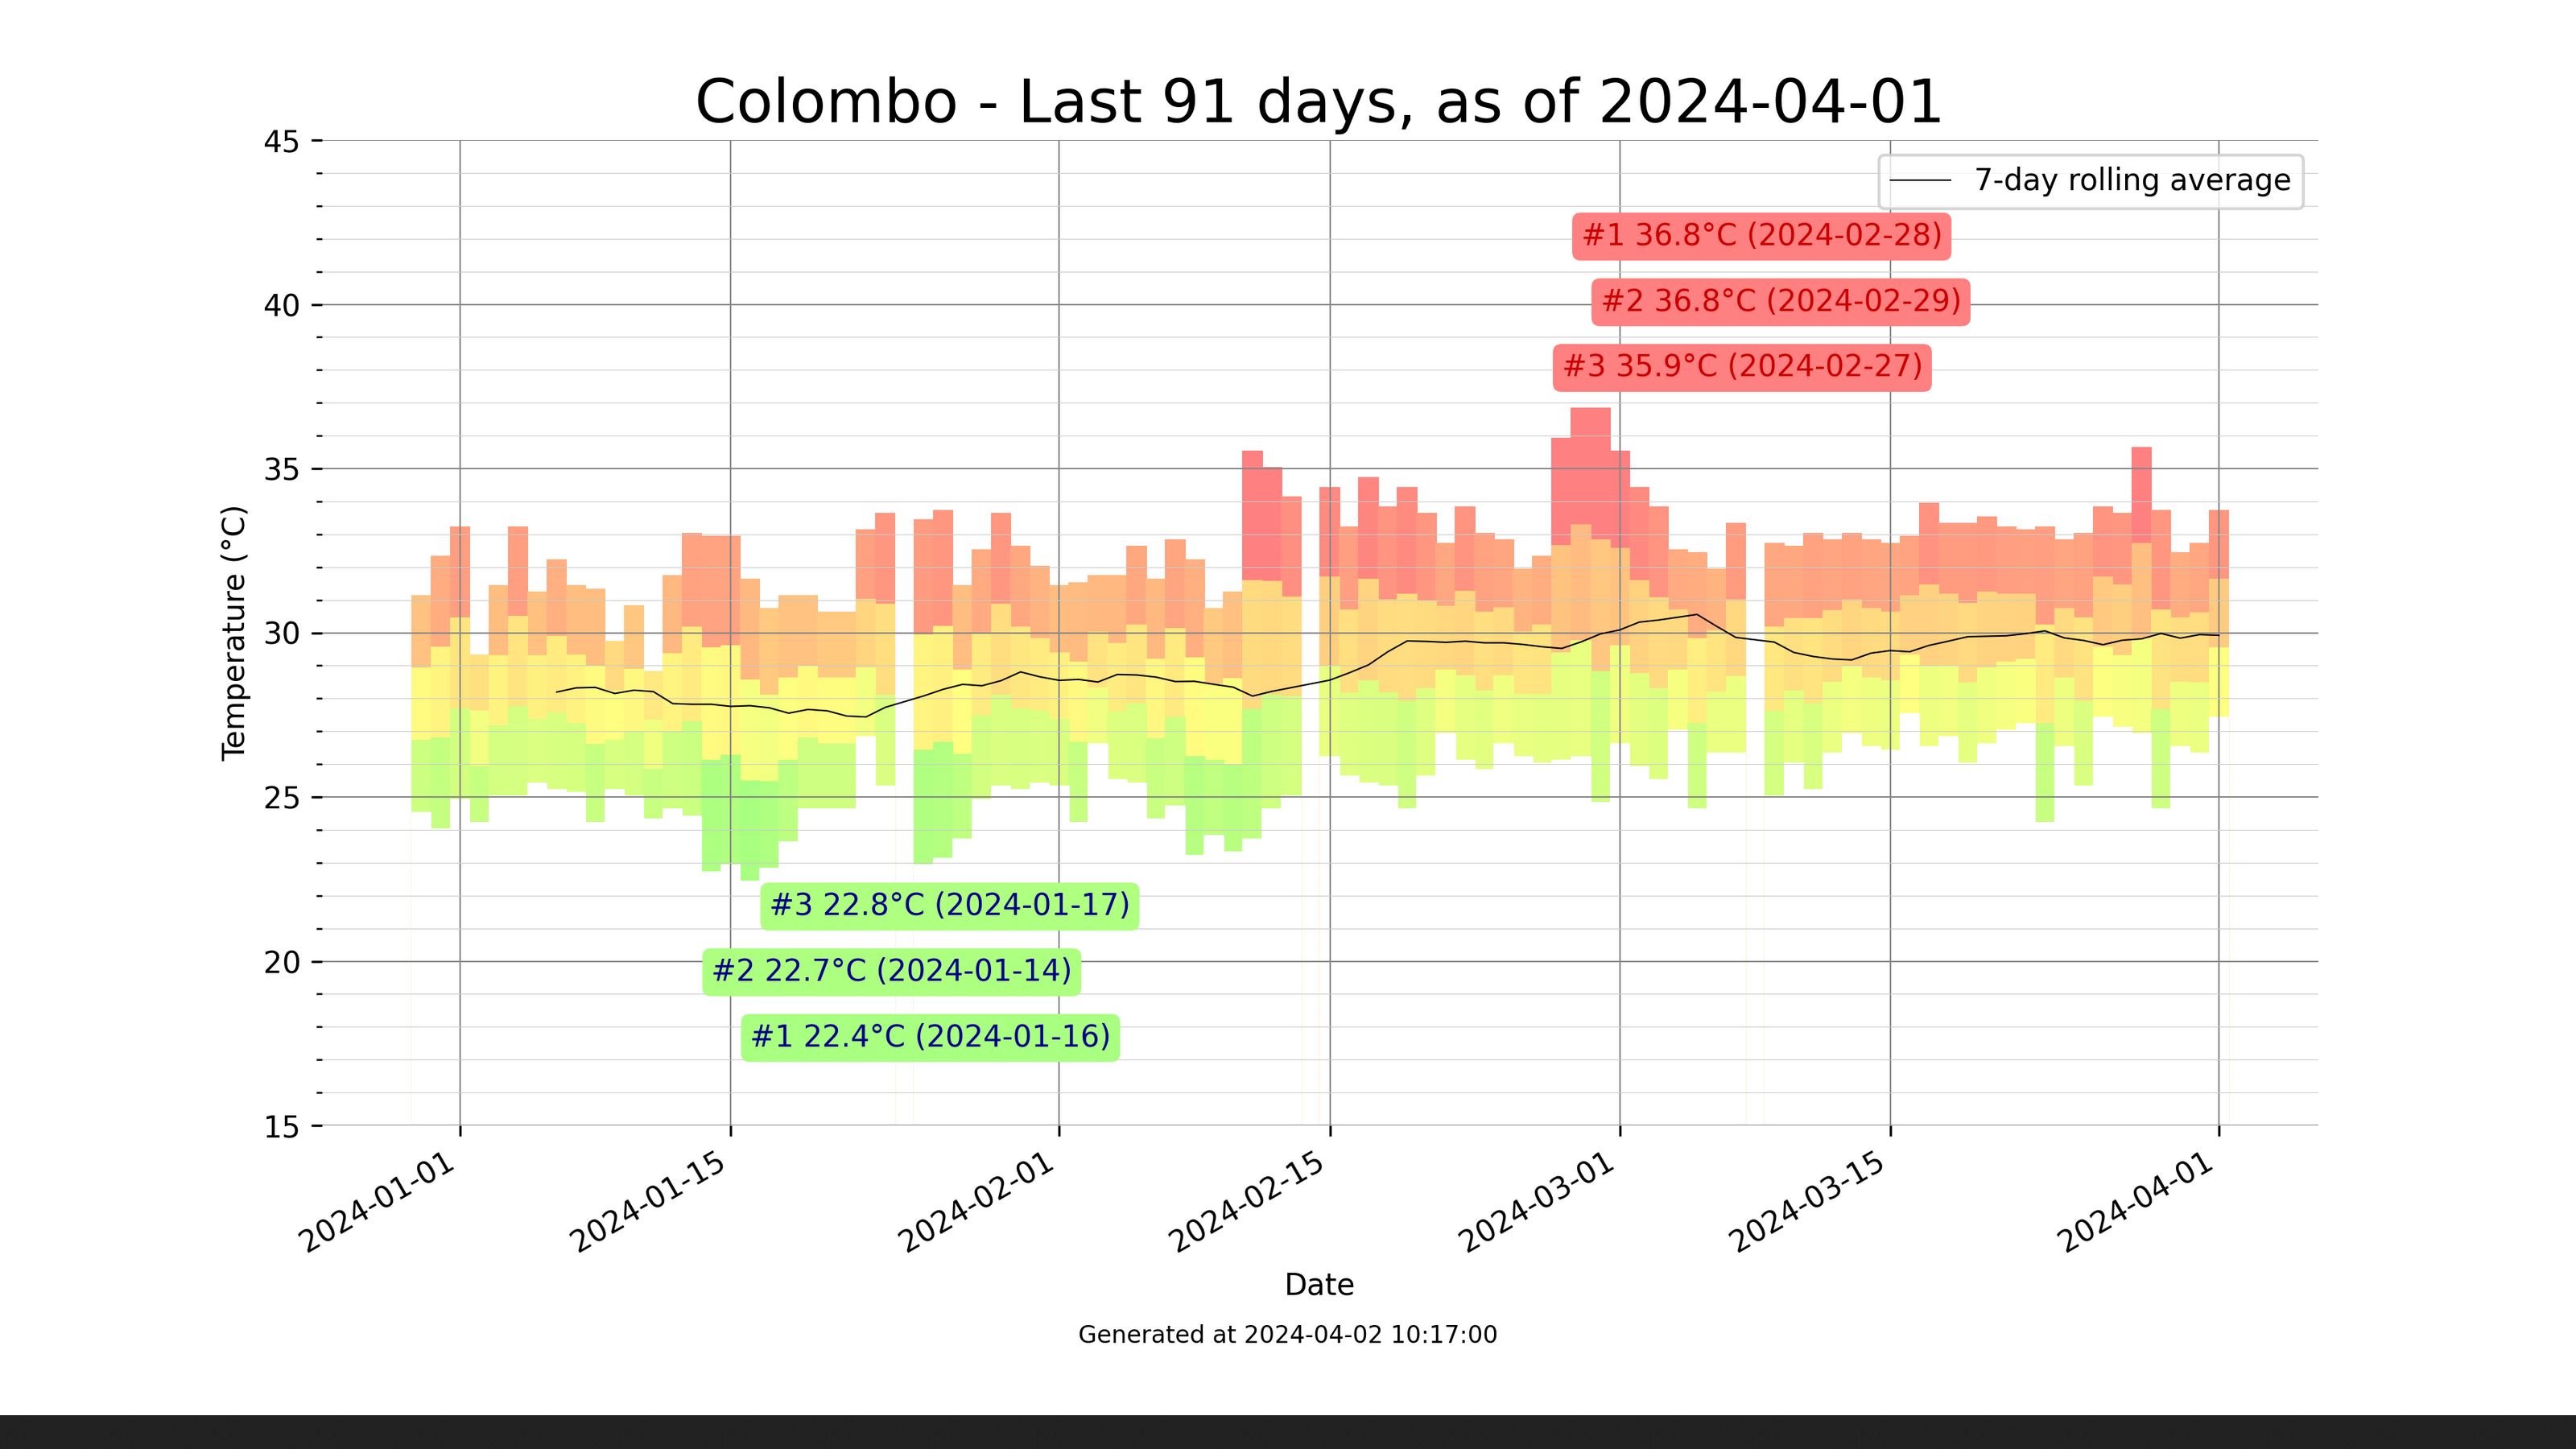 Colombo - Last 91 days, as of 2024-04-01
45
7-day rolling average
#1 36.8°C (2024-02-28)
40
#2 36.8°C (2024-02-29)
#3 35.9°C (2024-02-27)
35
Temperature (°C)
30
25
#3 22.8°C (2024-01-17)
20
#2 22.7°C (2024-01-14)
#1 22.4°C (2024-01-16)
15
2024-01-01
2024-01-15
2024-02-01
2024-02-15
2024-03-01
2024-03-15
2024-04-01
Date
Generated at 2024-04-02 10:17:00